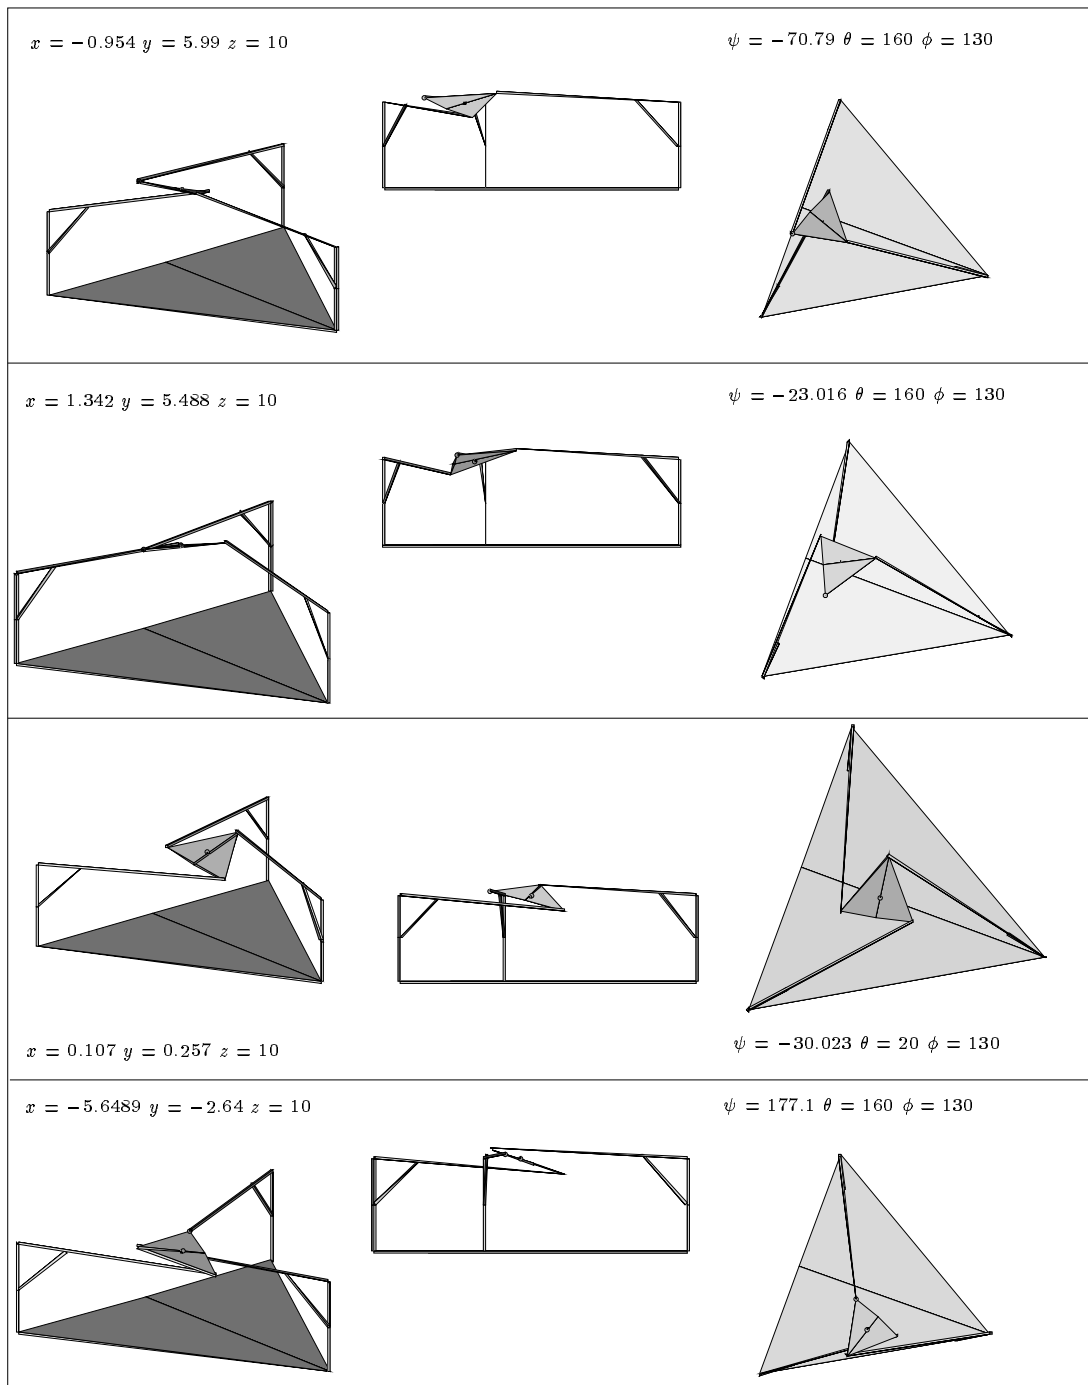 x = −0.954 y = 5.99 z = 10
ψ = −70.79 θ = 160 ϕ = 130
x = 1.342 y = 5.488 z = 10
ψ = −23.016 θ = 160 ϕ = 130
x = 0.107 y = 0.257 z = 10
ψ = −30.023 θ = 20 ϕ = 130
x = −5.6489 y = −2.64 z = 10
ψ = 177.1 θ = 160 ϕ = 130